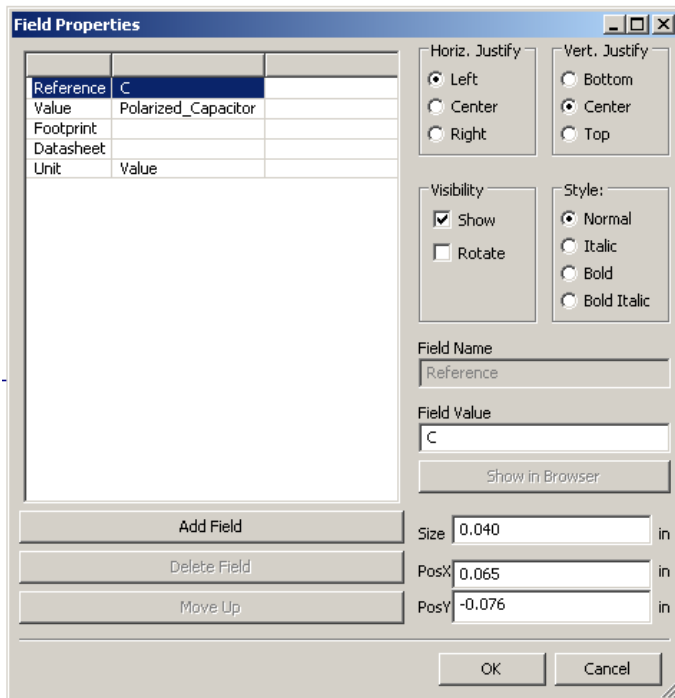 Field Properties
Reference C
Value Polarized_Capacitor
Footprint
Datasheet
Unit Value
Add Field
Delete Field
Move Up
Horiz. Justify
Left
Center
Right
Vert. Justify
Bottom
Center
Top
Visibility
Show
Rotate
Style:
Normal
Italic
Bold
Bold Italic
Field Name
Reference
Field Value
C
Show in Browser
Size 0.040 in
PosX 0.065 in
PosY -0.076 in
OK Cancel